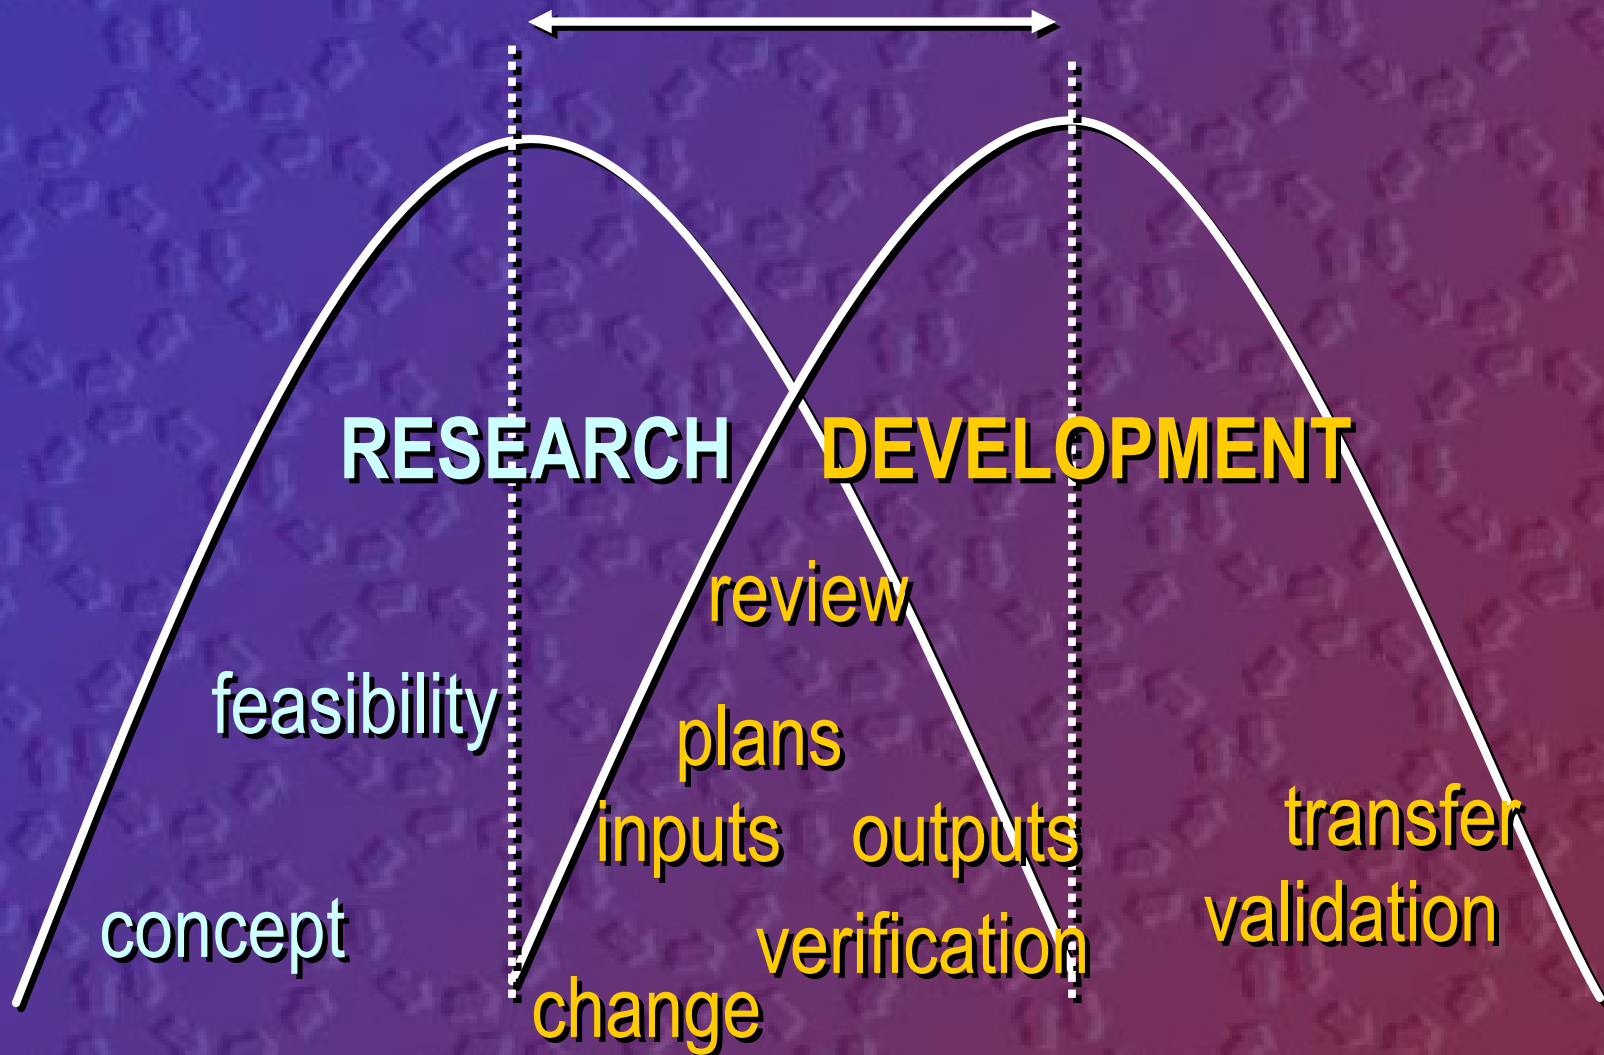 RESEARCH DEVELOPMENT
review
feasibility
plans
inputs outputs
transfer
concept
validation
verification
change